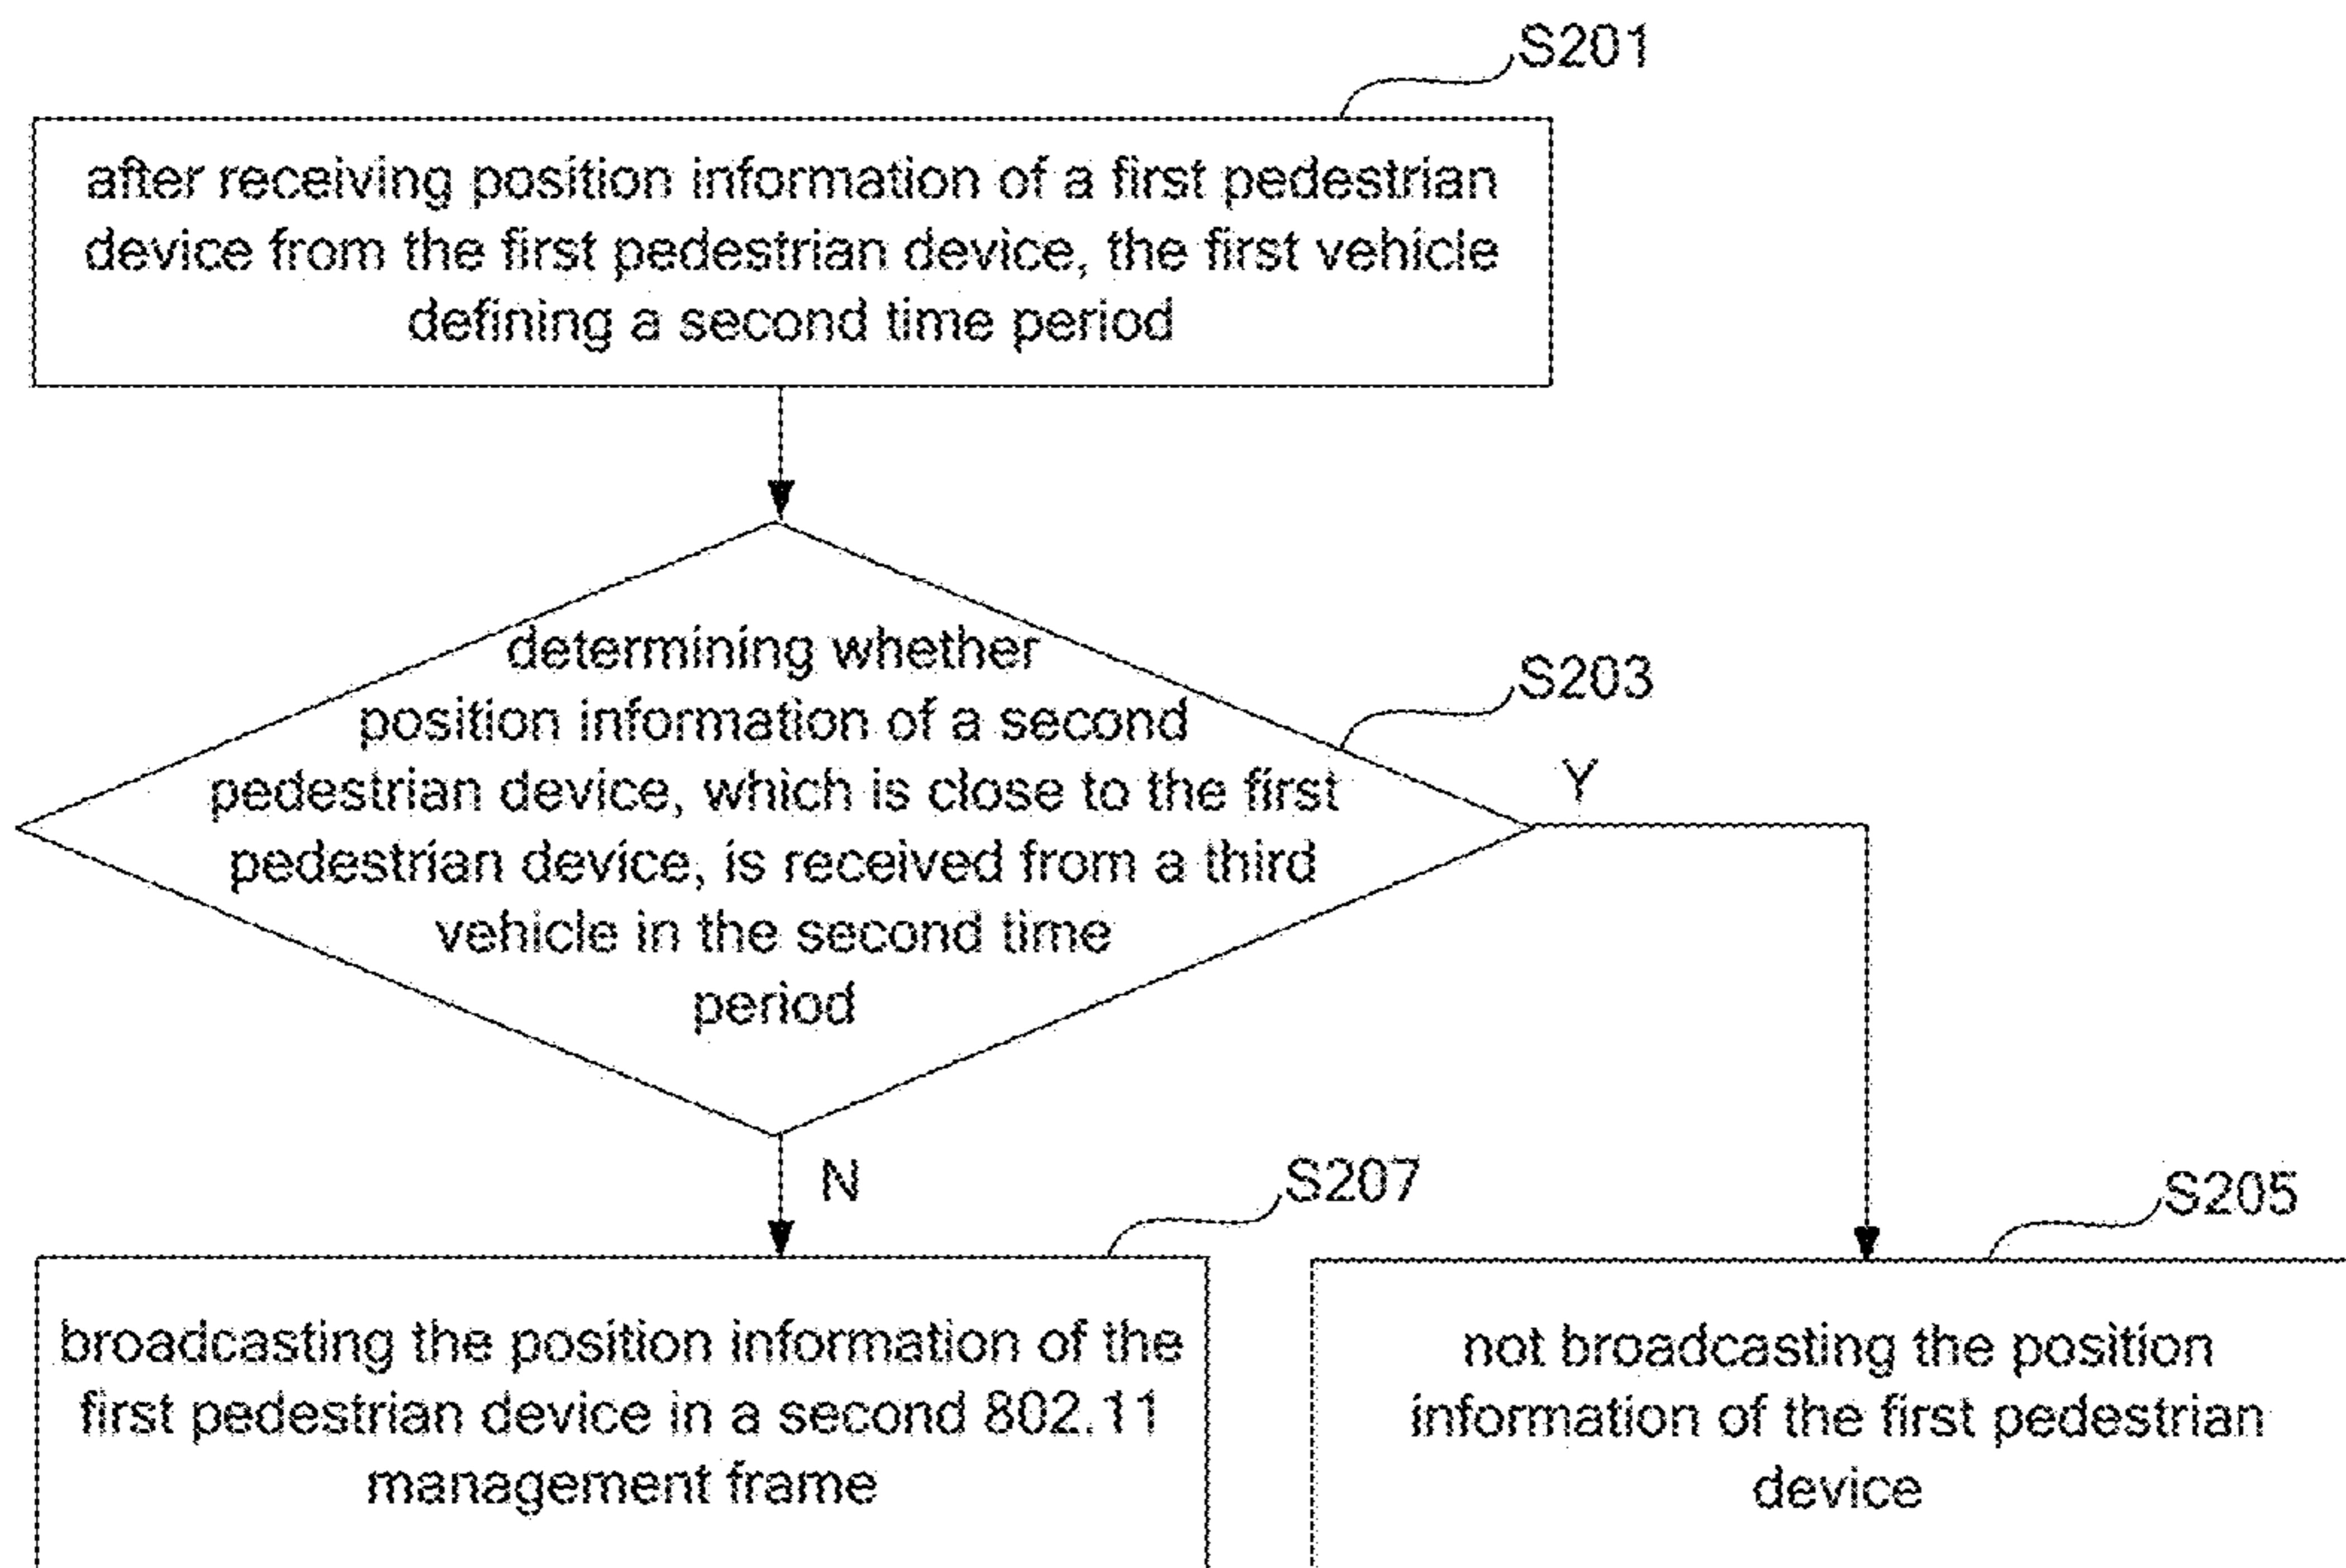 S201
after receiving position information of a first pedestrian
device from the first pedestrian device, the first vehicle
defining a second time period
determining whether
position information of a second
pedestrian device, which is close to the first
pedestrian device, is received from a third
vehicle in the second time
period
S203
Y
N
S207
broadcasting the position information of the
first pedestrian device in a second 802.11
management frame
S205
not broadcasting the position
information of the first pedestrian
device